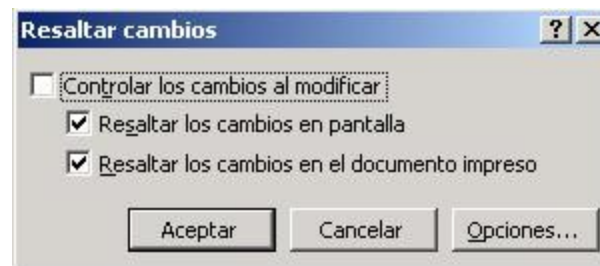 Resaltar cambios
Controlar los cambios al modificar
Resaltar los cambios en pantalla
Resaltar los cambios en el documento impreso
Aceptar Cancelar Opciones...